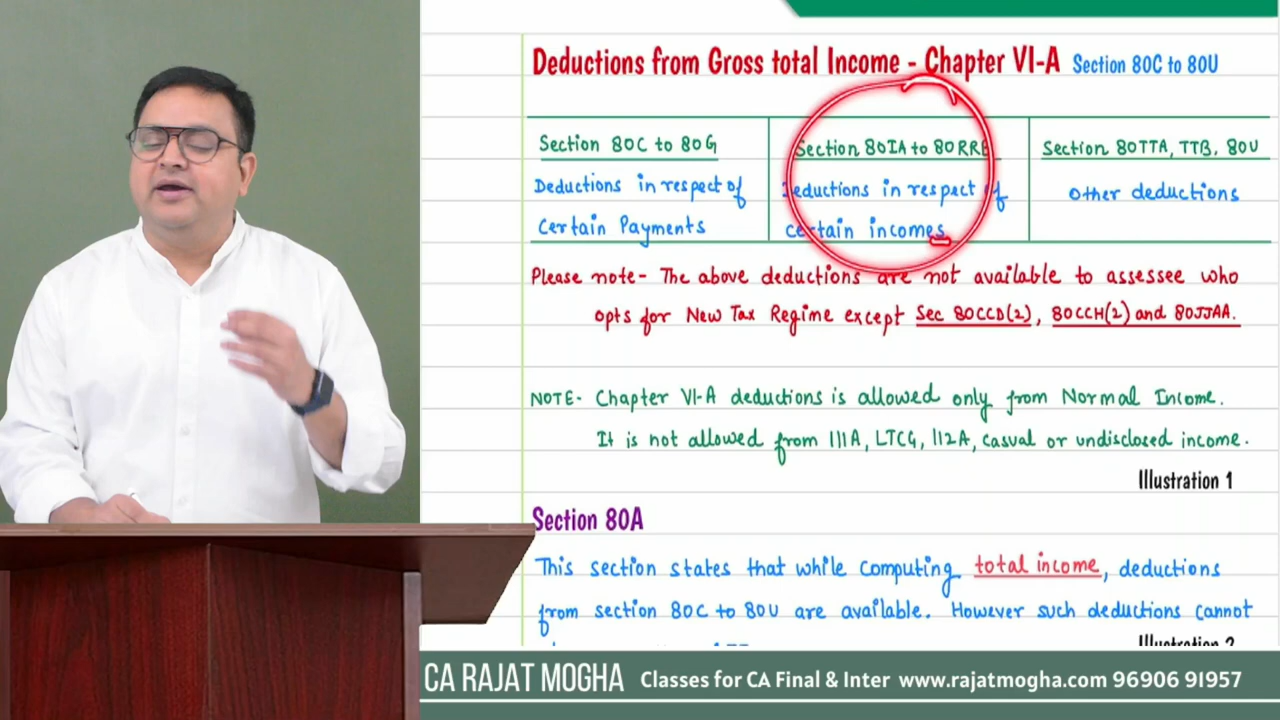 Deductions from Gross total Income - Chapter VI-A Section 80C to 80U
Section 80C to 80G
Deductions in respect of
Certain Payments
Section 80IA to 80RRB
Deductions in respect of
certain incomes
Section 80TTA, TTB, 80U
Other deductions
Please note- The above deductions are not available to assessee who
opts for New Tax Regime except Sec 80CCD(2), 80CCH(2) and 80JJAA.
NOTE- Chapter VI-A deductions is allowed only from Normal Income.
It is not allowed from 111A, LTCG, 112A, casual or undisclosed income.
Illustration 1
Section 80A
This section states that while computing total income, deductions
from section 80C to 80U are available. However such deductions cannot
Illustration 2
CA RAJAT MOGHA Classes for CA Final & Inter www.rajatmogha.com 96906 91957